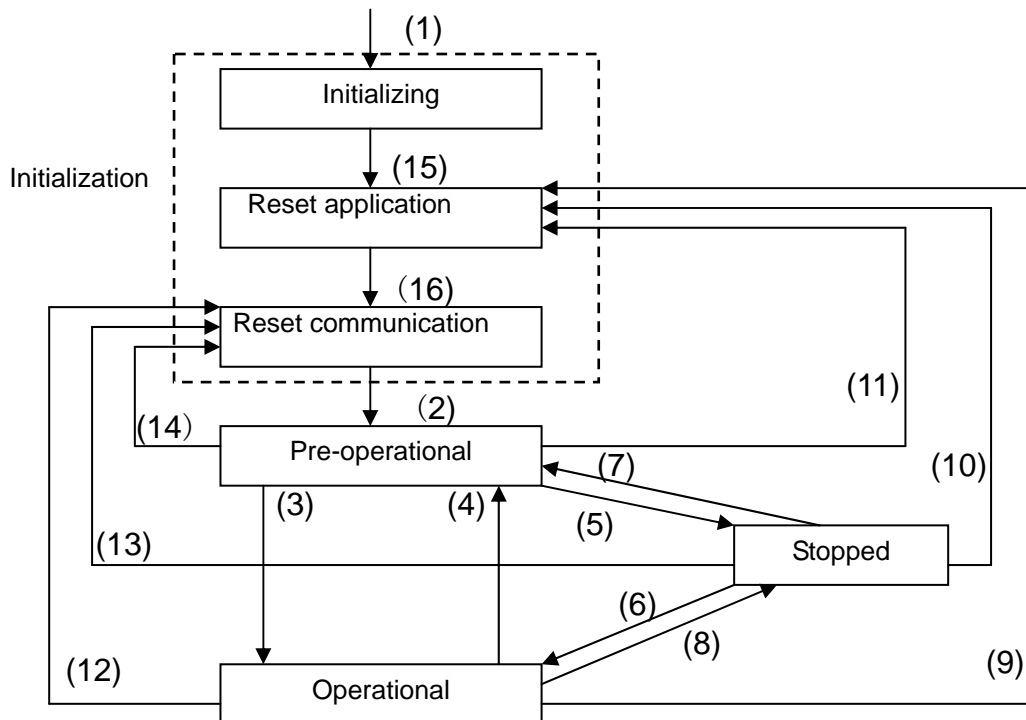 (1)
Initializing
(15)
Initialization
Reset application
（16)
Reset communication
(11)
（2)
(14）
Pre-operational
(7)
(10)
(3)
(4)
(5)
(13)
Stopped
(6)
(8)
(12)
(9)
Operational